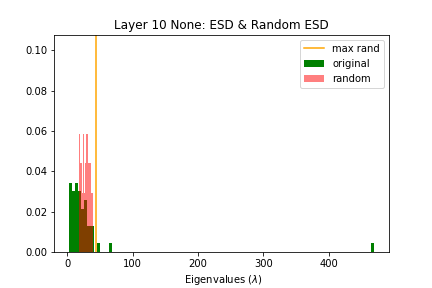 Layer 10 None: ESD & Random ESD
max rand
original
random
0.10
0.08
0.06
0.04
0.02
0.00
0 100 200 300 400
Eigenvalues (λ)